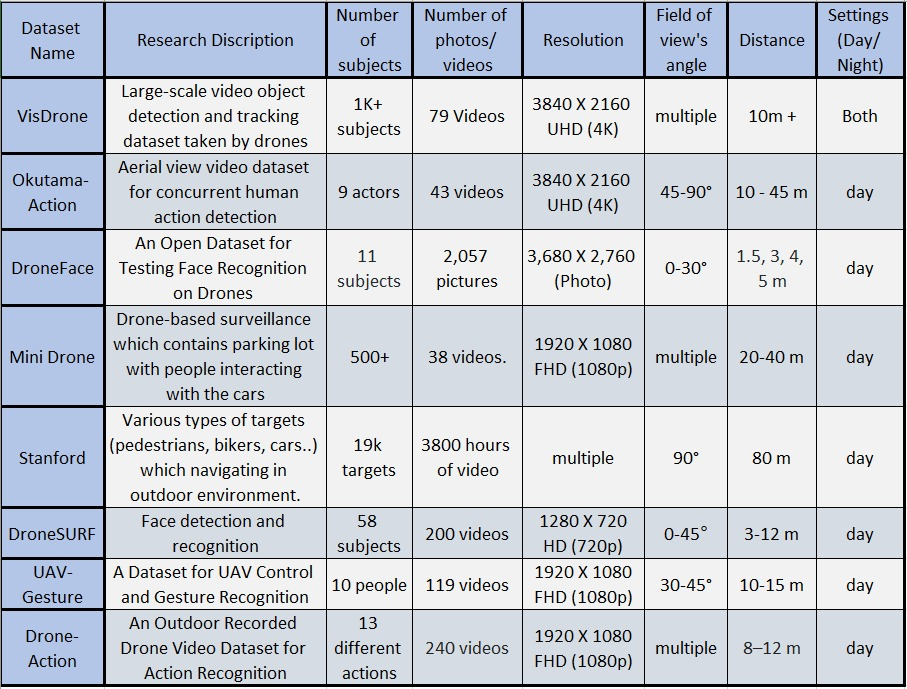 Dataset
Name
Research Discription
Number
of
subjects
Number of
photos/
videos
Resolution
Field of
view's
angle
Distance
Settings
(Day/
Night)
VisDrone
Large-scale video object
detection and tracking
dataset taken by drones
1K+
subjects
79 Videos
3840 X 2160
UHD (4K)
multiple
10m +
Both
Okutama-
Action
Aerial view video dataset
for concurrent human
action detection
9 actors
43 videos
3840 X 2160
UHD (4K)
45-90°
10 - 45 m
day
DroneFace
An Open Dataset for
Testing Face Recognition
on Drones
11
subjects
2,057
pictures
3,680 X 2,760
(Photo)
0-30°
1.5, 3, 4,
5 m
day
Mini Drone
Drone-based surveillance
which contains parking lot
with people interacting
with the cars
500+
38 videos.
1920 X 1080
FHD (1080p)
multiple
20-40 m
day
Stanford
Various types of targets
(pedestrians, bikers, cars..)
which navigating in
outdoor environment.
19k
targets
3800 hours
of video
multiple
90°
80 m
day
DroneSURF
Face detection and
recognition
58
subjects
200 videos
1280 X 720
HD (720p)
0-45°
3-12 m
day
UAV-
Gesture
A Dataset for UAV Control
and Gesture Recognition
10 people
119 videos
1920 X 1080
FHD (1080p)
30-45°
10-15 m
day
Drone-
Action
An Outdoor Recorded
Drone Video Dataset for
Action Recognition
13
different
actions
240 videos
1920 X 1080
FHD (1080p)
multiple
8–12 m
day